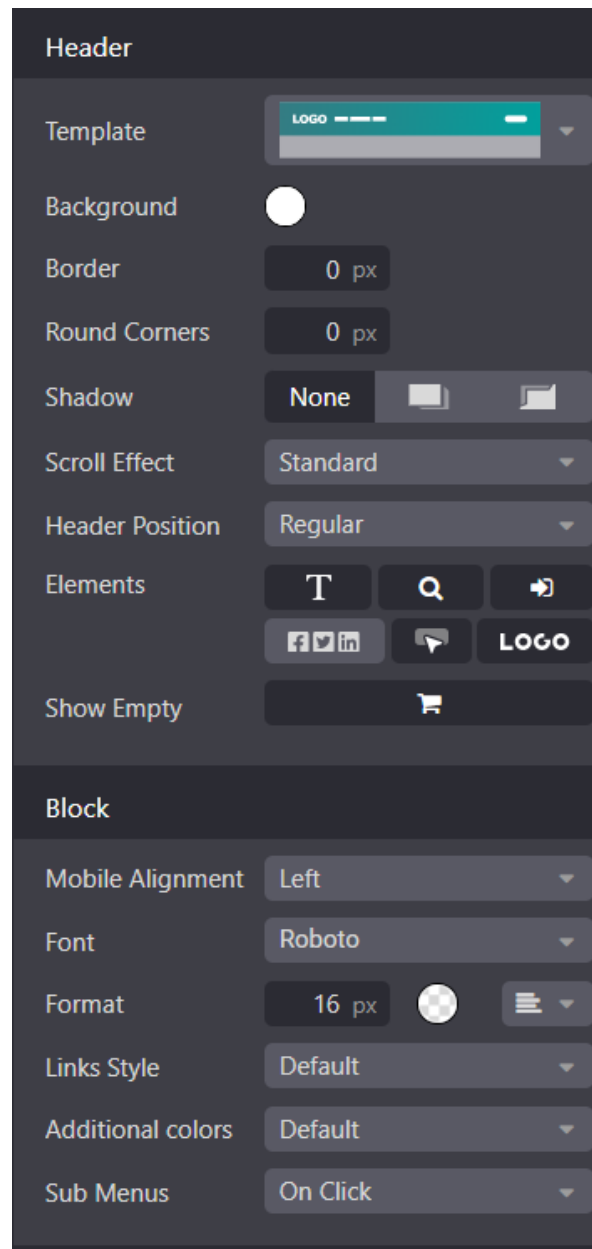 Header
Template LOGO
Background
Border 0 px
Round Corners 0 px
Shadow None
Scroll Effect Standard
Header Position Regular
Elements T
f in LOGO
Show Empty
Block
Mobile Alignment Left
Font Roboto
Format 16 px
Links Style Default
Additional colors Default
Sub Menus On Click